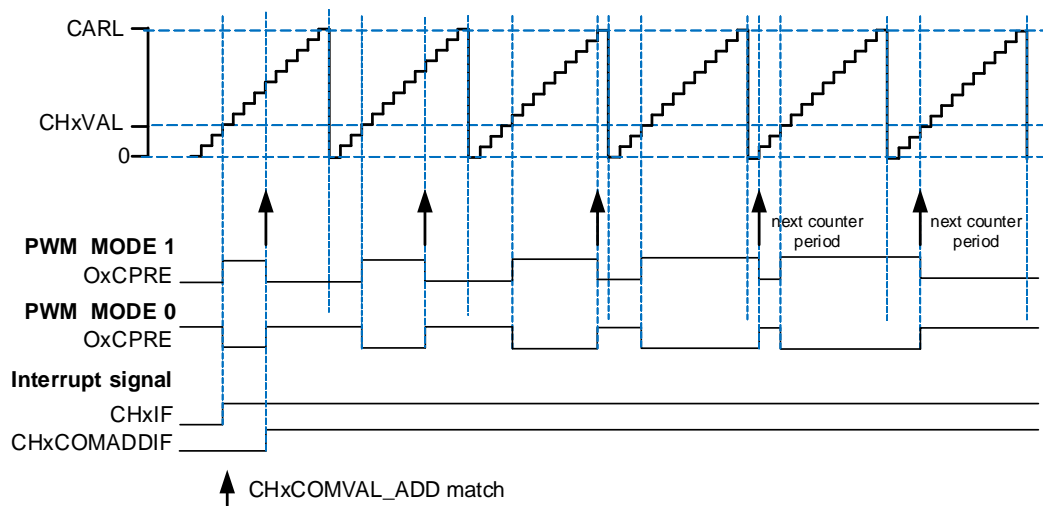 CARL
CHxVAL
0
next counter
period
next counter
period
PWM MODE 1
OxCPRE
PWM MODE 0
OxCPRE
Interrupt signal
CHxIF
CHxCOMADDIF
CHxCOMVAL_ADD match